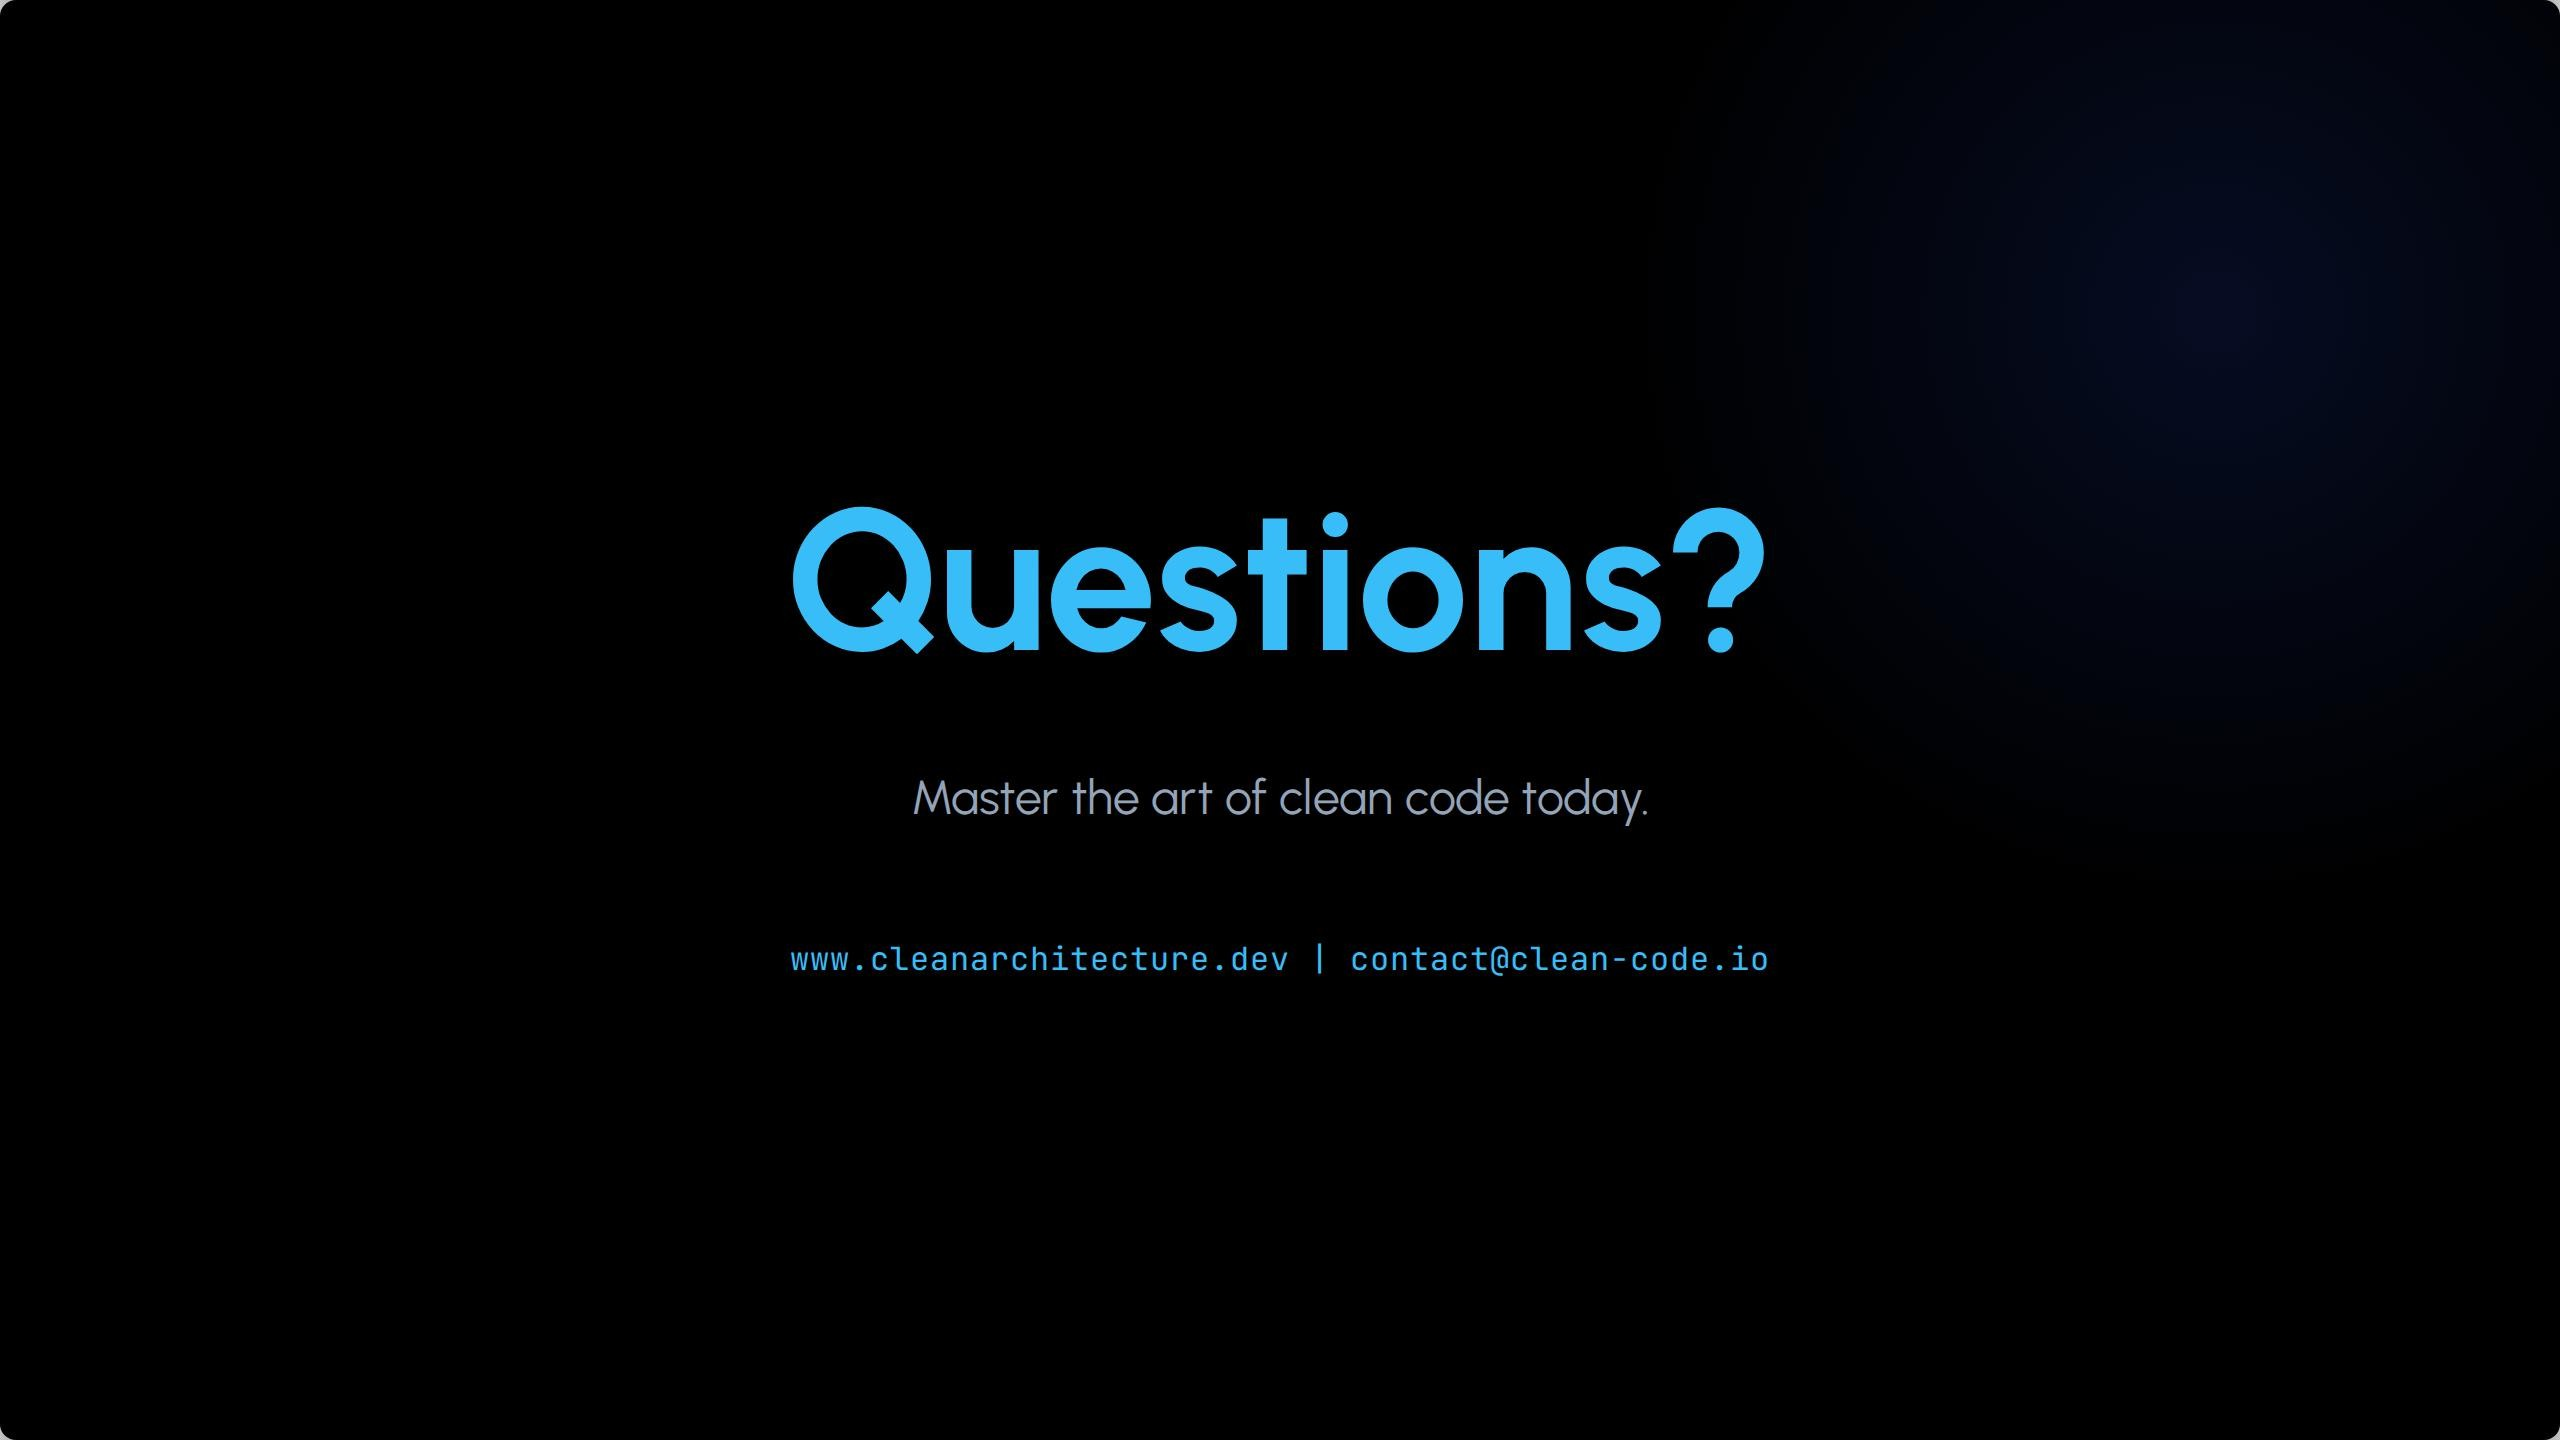 Questions?
Master the art of clean code today.
www.cleanarchitecture.dev | contact@clean-code.io